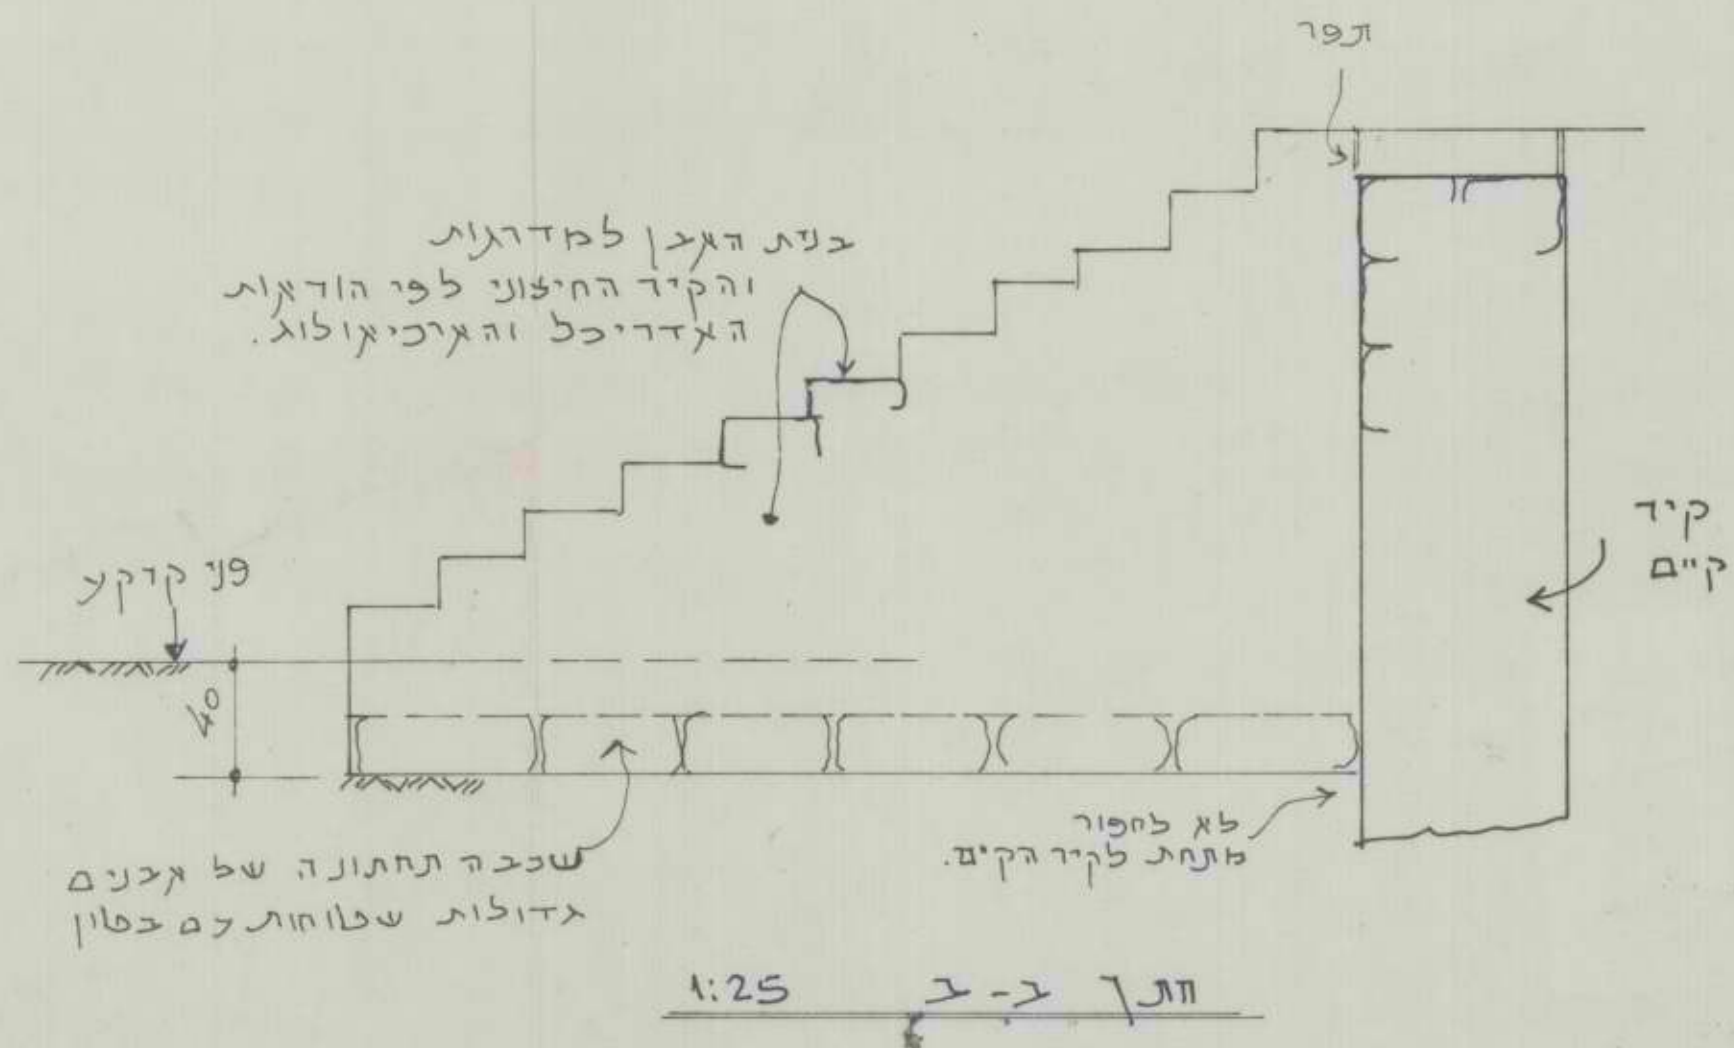 תפר
בנית האבן למדרגות
והקיר החיצוני לפי הוראות
האדריכל והארכיאולוג.
קיר
קיים
פני קרקע
40
לא לחפור
מתחת לקיר הקיים.
שכבה תחתונה של אבנים
גדולות שטוחות עם בטון
חתך ב-ב 1:25